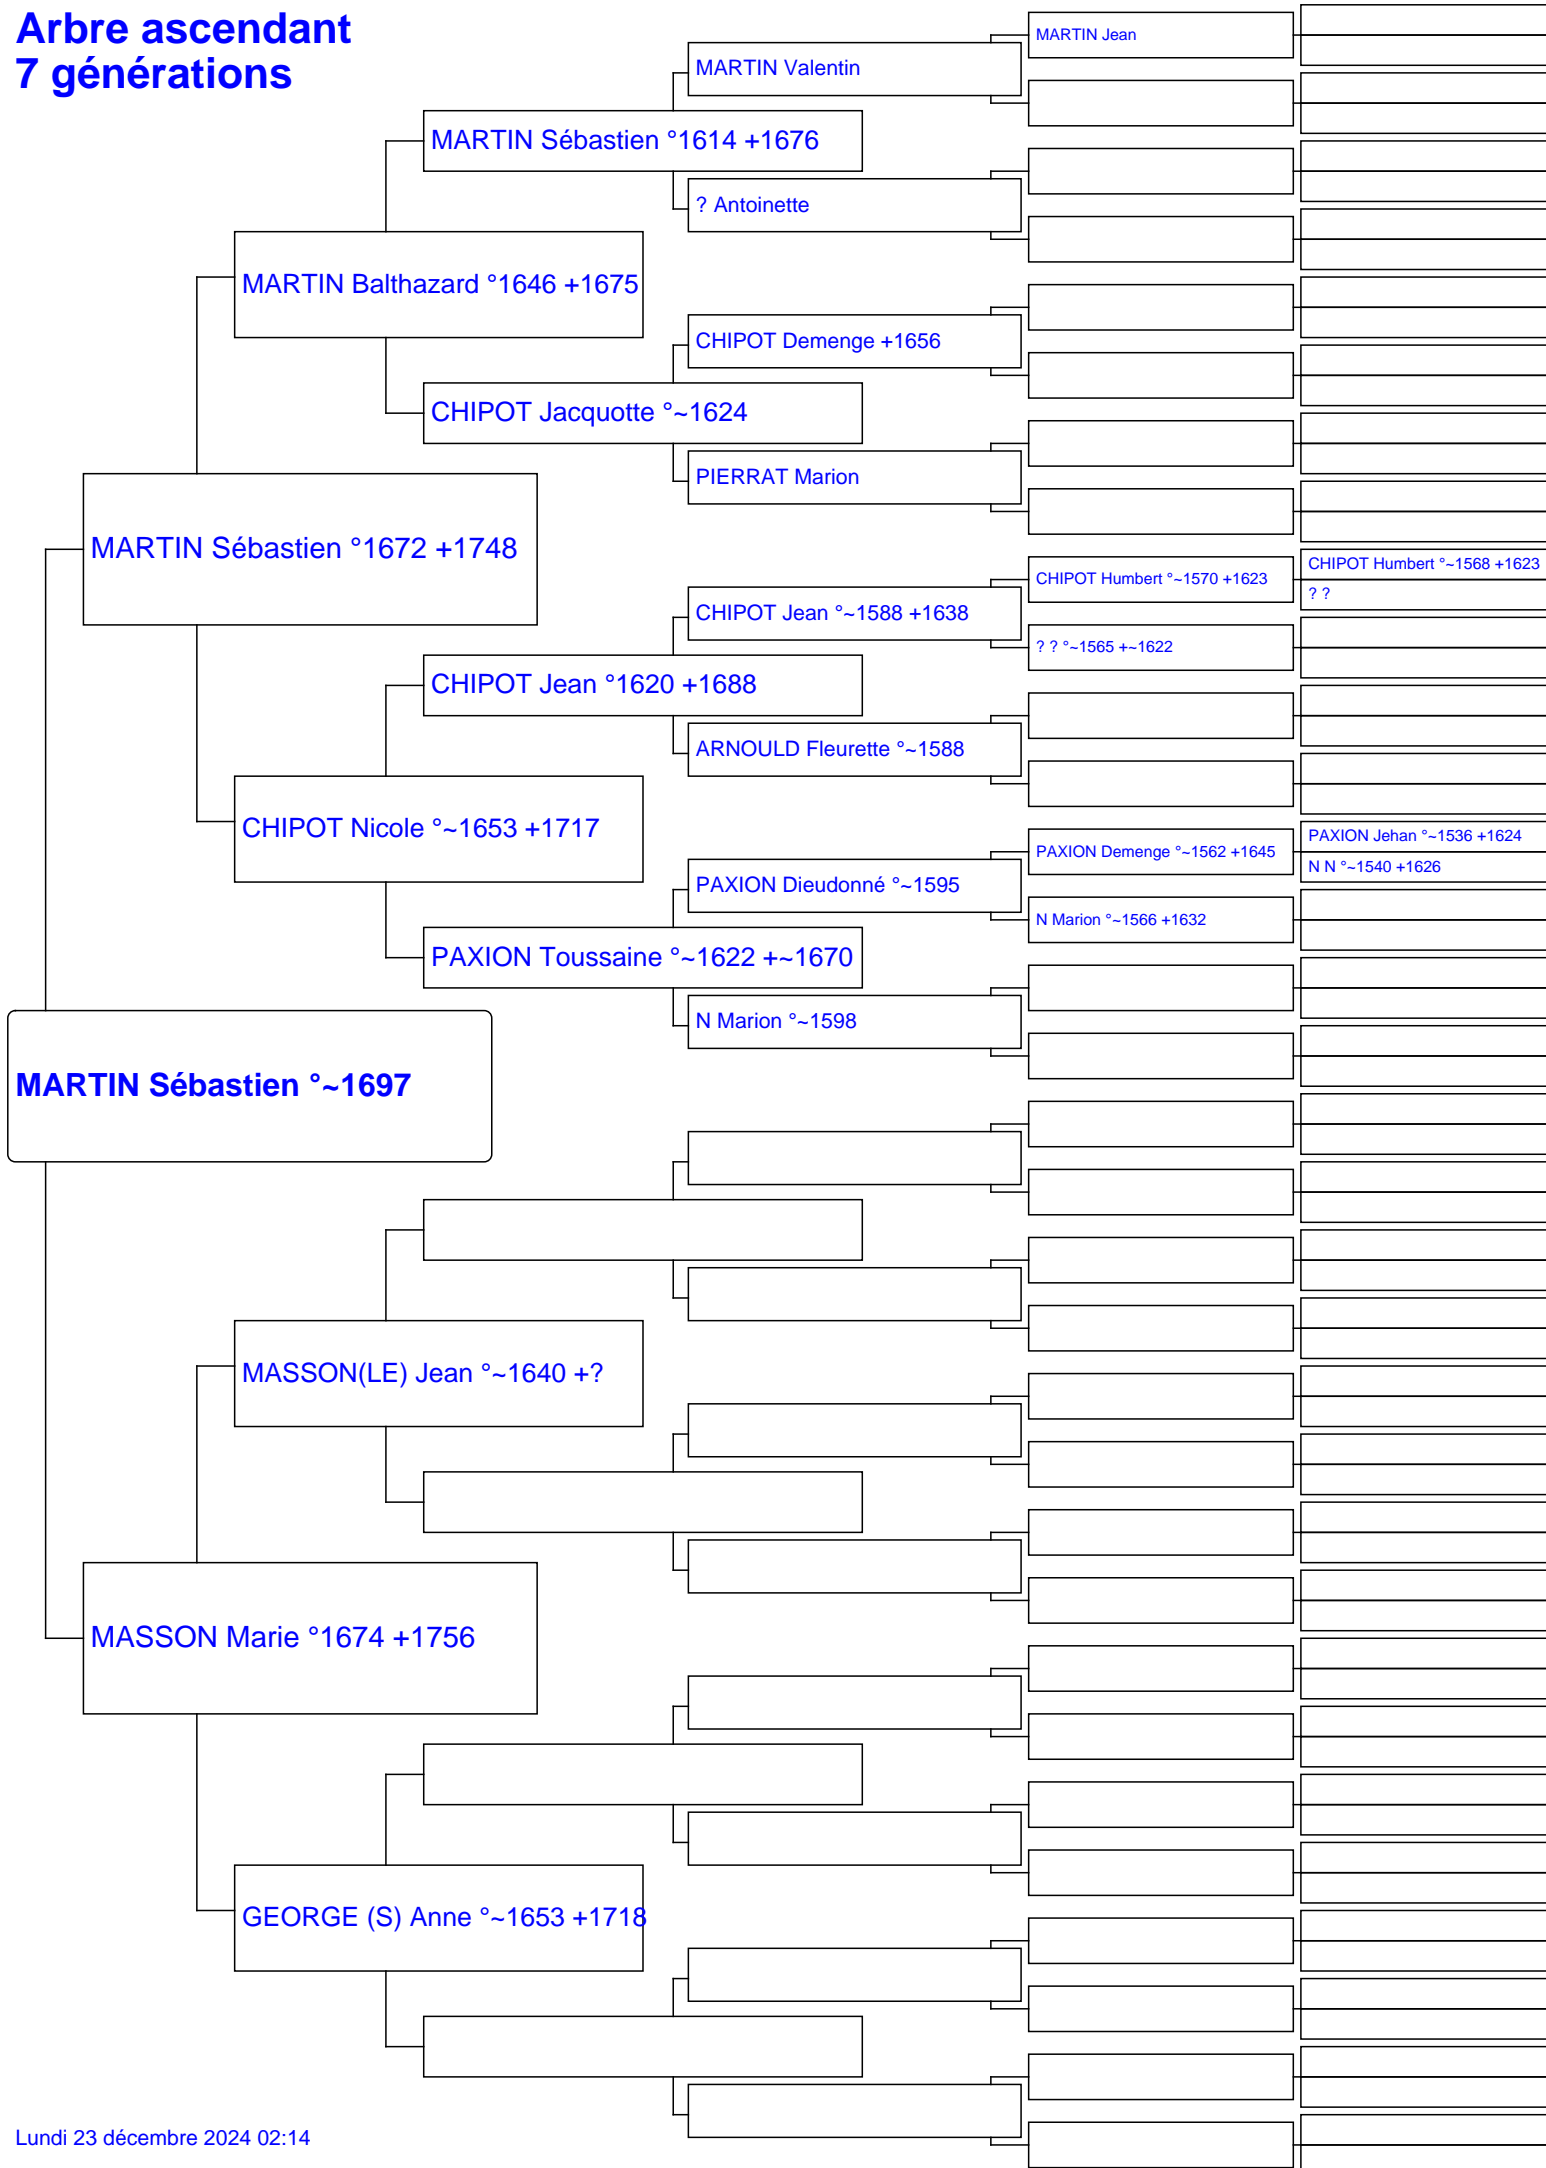 Arbre ascendant
7 générations
MARTIN Jean
MARTIN Valentin
MARTIN Sébastien °1614 +1676
? Antoinette
MARTIN Balthazard °1646 +1675
CHIPOT Demenge +1656
CHIPOT Jacquotte °~1624
PIERRAT Marion
MARTIN Sébastien °1672 +1748
CHIPOT Humbert °~1568 +1623
CHIPOT Humbert °~1570 +1623
? ?
CHIPOT Jean °~1588 +1638
? ? °~1565 +~1622
CHIPOT Jean °1620 +1688
ARNOULD Fleurette °~1588
CHIPOT Nicole °~1653 +1717
PAXION Jehan °~1536 +1624
PAXION Demenge °~1562 +1645
N N °~1540 +1626
PAXION Dieudonné °~1595
N Marion °~1566 +1632
PAXION Toussaine °~1622 +~1670
N Marion °~1598
MARTIN Sébastien °~1697
MASSON(LE) Jean °~1640 +?
MASSON Marie °1674 +1756
GEORGE (S) Anne °~1653 +1718
Lundi 23 décembre 2024 02:14